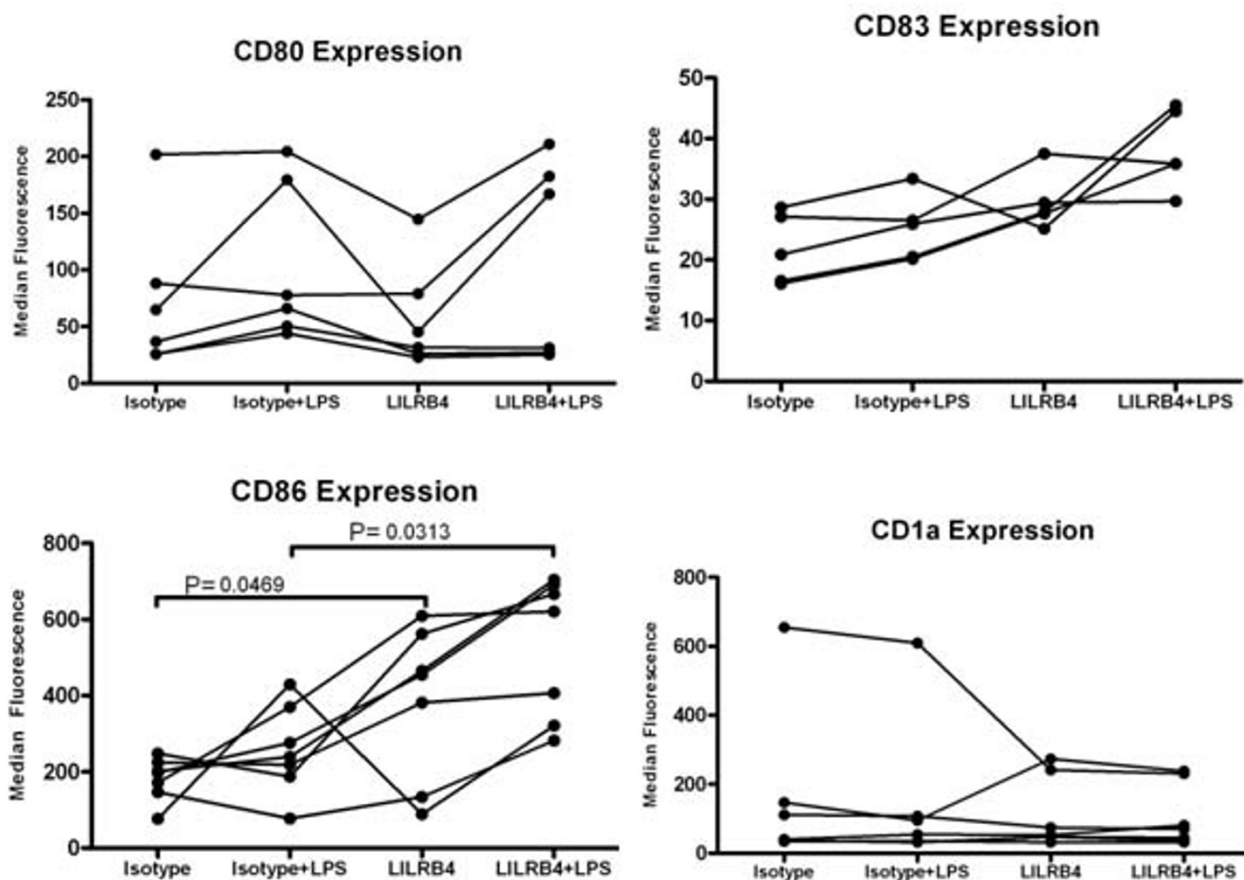 CD80 Expression
250
200
150
100
50
0
Median Fluorescence
Isotype Isotype+LPS LILRB4 LILRB4+LPS
CD83 Expression
50
40
30
20
10
0
Median Fluorescence
Isotype Isotype+LPS LILRB4 LILRB4+LPS
CD86 Expression
P= 0.0313
P= 0.0469
800
600
400
200
0
Median Fluorescence
Isotype Isotype+LPS LILRB4 LILRB4+LPS
CD1a Expression
800
600
400
200
0
Median Fluorescence
Isotype Isotype+LPS LILRB4 LILRB4+LPS